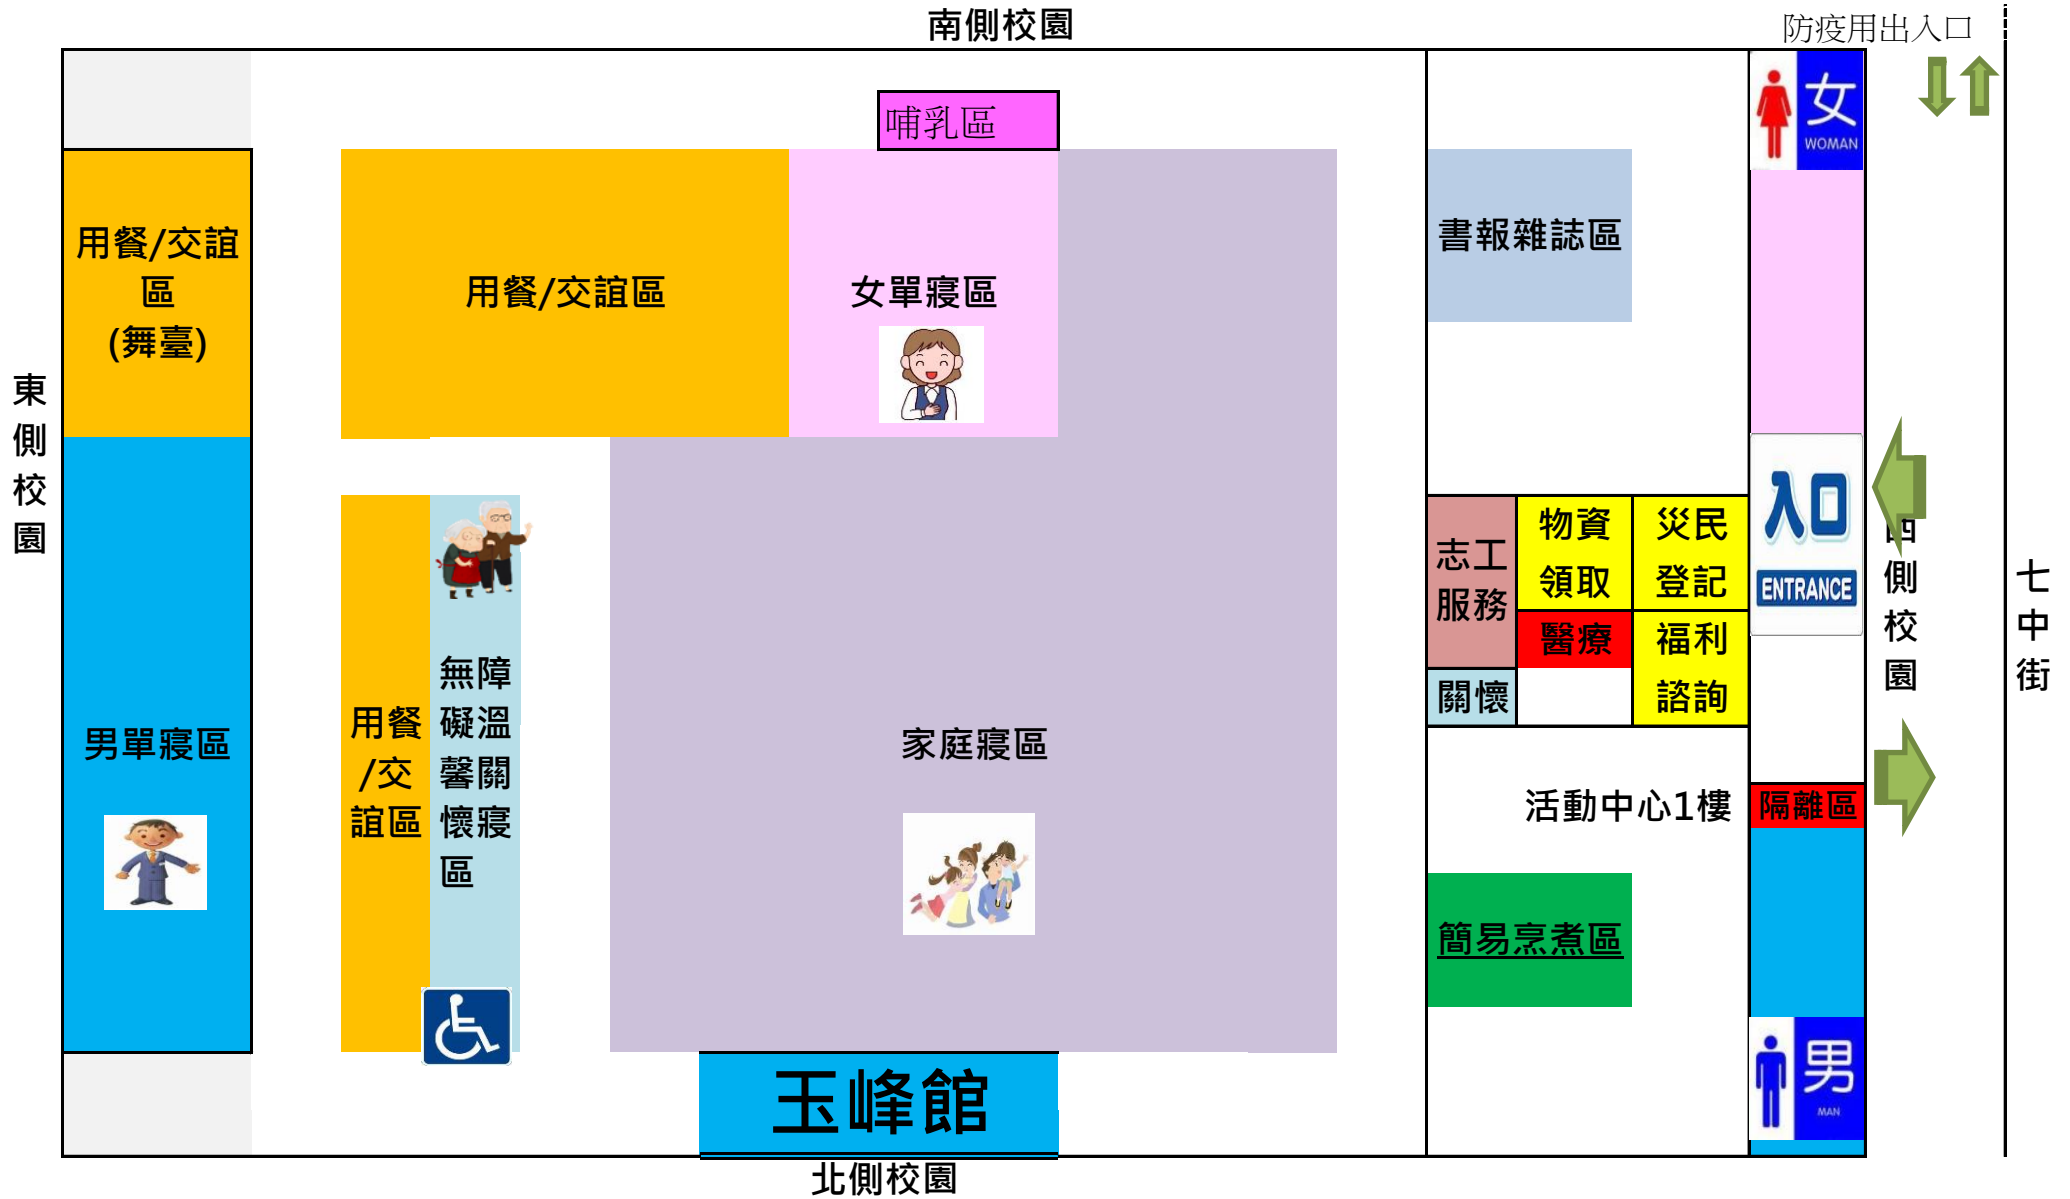 南側校園
防疫用出入口
女
WOMAN
哺乳區
用餐/交誼
區
(舞臺)
用餐/交誼區
女單寢區
書報雜誌區
東
側
校
園
入口
ENTRANCE
志工
服務
物資
領取
災民
登記
醫療
福利
諮詢
關懷
西
側
校
園
七
中
街
男單寢區
用餐
/交
誼區
無障
礙溫
馨關
懷寢
區
家庭寢區
活動中心1樓
隔離區
簡易烹煮區
男
MAN
玉峰館
北側校園